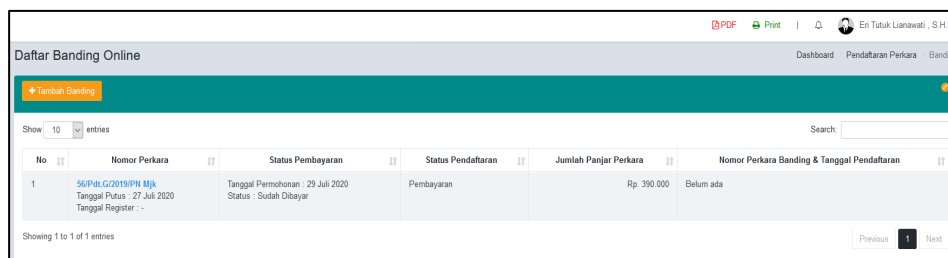 PDF Print | Eri Tutuk Lianawati , S.H.
Daftar Banding Online
Dashboard / Pendaftaran Perkara / Bandi
+Tambah Banding
Show 10 entries
Search:
No Nomor Perkara Status Pembayaran Status Pendaftaran Jumlah Panjar Perkara Nomor Perkara Banding & Tanggal Pendaftaran
1 56/Pdt.G/2019/PN Mjk Tanggal Permohonan : 29 Juli 2020 Pembayaran Rp. 390.000 Belum ada
Tanggal Putus : 27 Juli 2020 Status : Sudah Dibayar
Tanggal Register : -
Showing 1 to 1 of 1 entries
Previous 1 Next